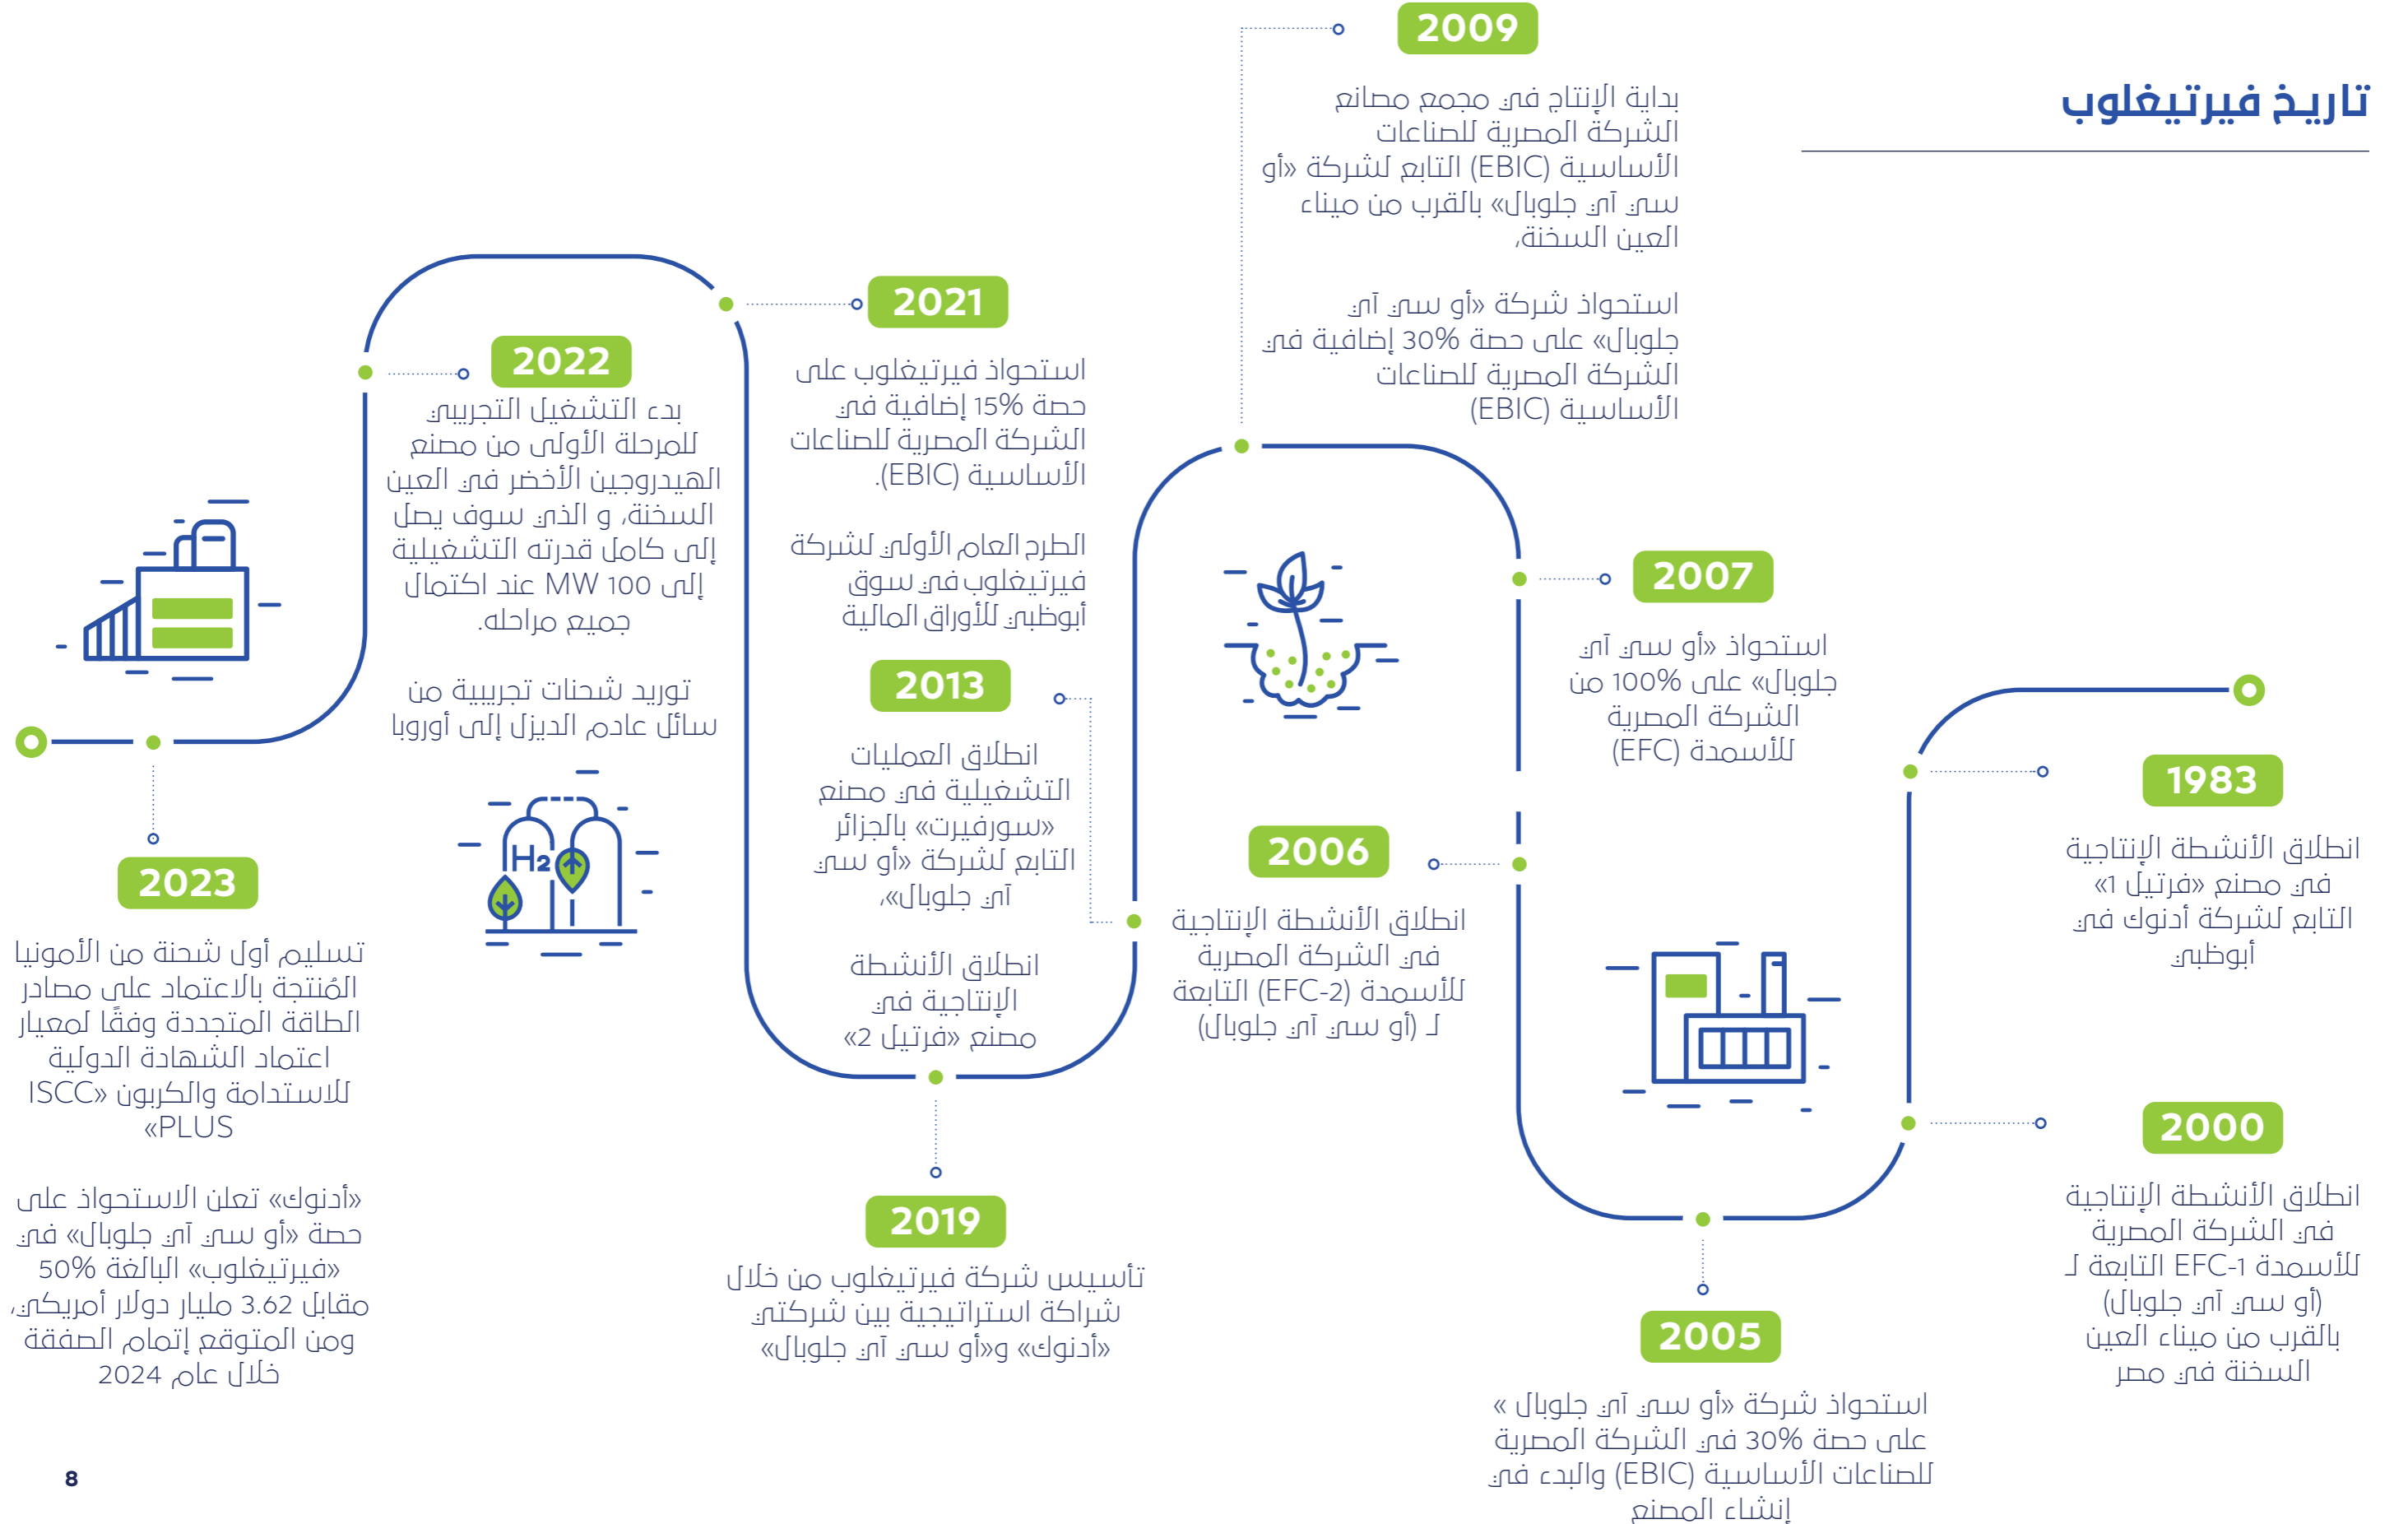 تاريخ فيرتيغلوب
1983
انطلاق الأنشطة الإنتاجية
في مصنع «فرتيل 1»
التابع لشركة أدنوك في
أبوظبي
2000
انطلاق الأنشطة الإنتاجية
في الشركة المصرية
للأسمدة EFC-1 التابعة لـ
(أو سي آي جلوبال)
بالقرب من ميناء العين
السخنة في مصر
2005
استحواذ شركة «أو سي آي جلوبال »
على حصة 30% في الشركة المصرية
للصناعات الأساسية (EBIC) والبدء في
إنشاء المصنع
2006
انطلاق الأنشطة الإنتاجية
في الشركة المصرية
للأسمدة (EFC-2) التابعة
لـ (أو سي آي جلوبال)
2007
استحواذ «أو سي آي
جلوبال» على 100% من
الشركة المصرية
للأسمدة (EFC)
2009
بداية الإنتاج في مجمع مصانع
الشركة المصرية للصناعات
الأساسية (EBIC) التابع لشركة «أو
سي آي جلوبال» بالقرب من ميناء
العين السخنة،
استحواذ شركة «أو سي آي
جلوبال» على حصة 30% إضافية في
الشركة المصرية للصناعات
الأساسية (EBIC)
2013
انطلاق العمليات
التشغيلية في مصنع
«سورفيرت» بالجزائر
التابع لشركة «أو سي
آي جلوبال»،
انطلاق الأنشطة
الإنتاجية في
مصنع «فرتيل 2»
2019
تأسيس شركة فيرتيغلوب من خلال
شراكة استراتيجية بين شركتي
«أدنوك» و«أو سي آي جلوبال»
2021
استحواذ فيرتيغلوب على
حصة 15% إضافية في
الشركة المصرية للصناعات
الأساسية (EBIC).
الطرح العام الأولي لشركة
فيرتيغلوب في سوق
أبوظبي للأوراق المالية
2022
بدء التشغيل التجريبي
للمرحلة الأولى من مصنع
الهيدروجين الأخضر في العين
السخنة، و الذي سوف يصل
إلى كامل قدرته التشغيلية
إلى 100 MW عند اكتمال
جميع مراحله.
توريد شحنات تجريبية من
سائل عادم الديزل إلى أوروبا
H2
2023
تسليم أول شحنة من الأمونيا
المُنتجة بالاعتماد على مصادر
الطاقة المتجددة وفقًا لمعيار
اعتماد الشهادة الدولية
للاستدامة والكربون «ISCC
PLUS»
«أدنوك» تعلن الاستحواذ على
حصة «أو سي آي جلوبال» في
«فيرتيغلوب» البالغة 50%
مقابل 3.62 مليار دولار أمريكي،
ومن المتوقع إتمام الصفقة
خلال عام 2024
8